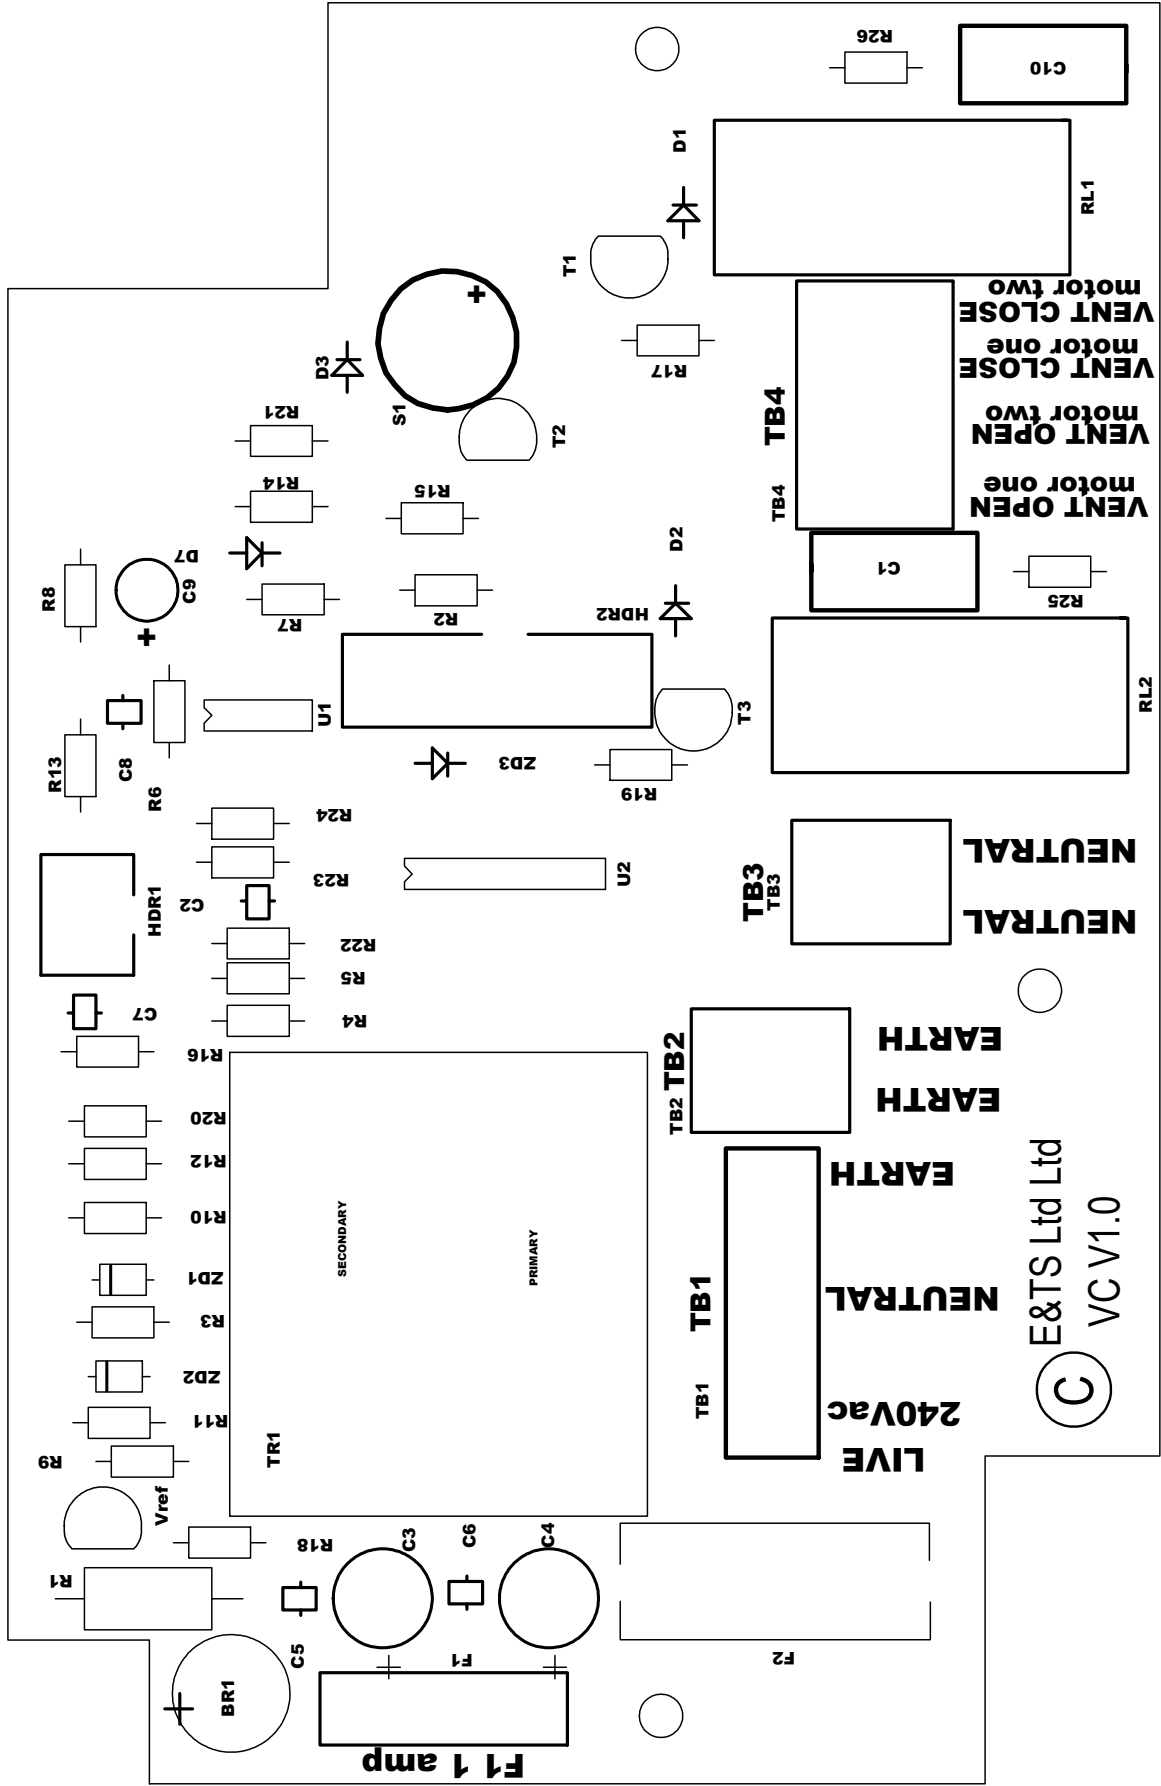 R26
C10
D1
RL1
T1
VENT CLOSE
motor two
D3
R17
VENT CLOSE
motor one
S1
R21
T2
TB4
VENT OPEN
motor two
R14
R15
TB4
VENT OPEN
motor one
D7
D2
R8
C9
C1
R7
R2
HDR2
R25
U1
T3
RL2
R13
C8
R6
ZD3
R19
R24
NEUTRAL
R23
U2
TB3
TB3
HDR1
C2
NEUTRAL
R22
R5
C7
R4
R16
TB2
EARTH
R20
TB2
EARTH
R12
EARTH
R10
SECONDARY
PRIMARY
ZD1
R3
TB1
NEUTRAL
E&TS Ltd Ltd
VC V1.0
C
ZD2
TB1
R11
LIVE
240Vac
R9
TR1
Vref
R18
C3
C6
C4
R1
C5
F1
F2
BR1
F1 1 amp